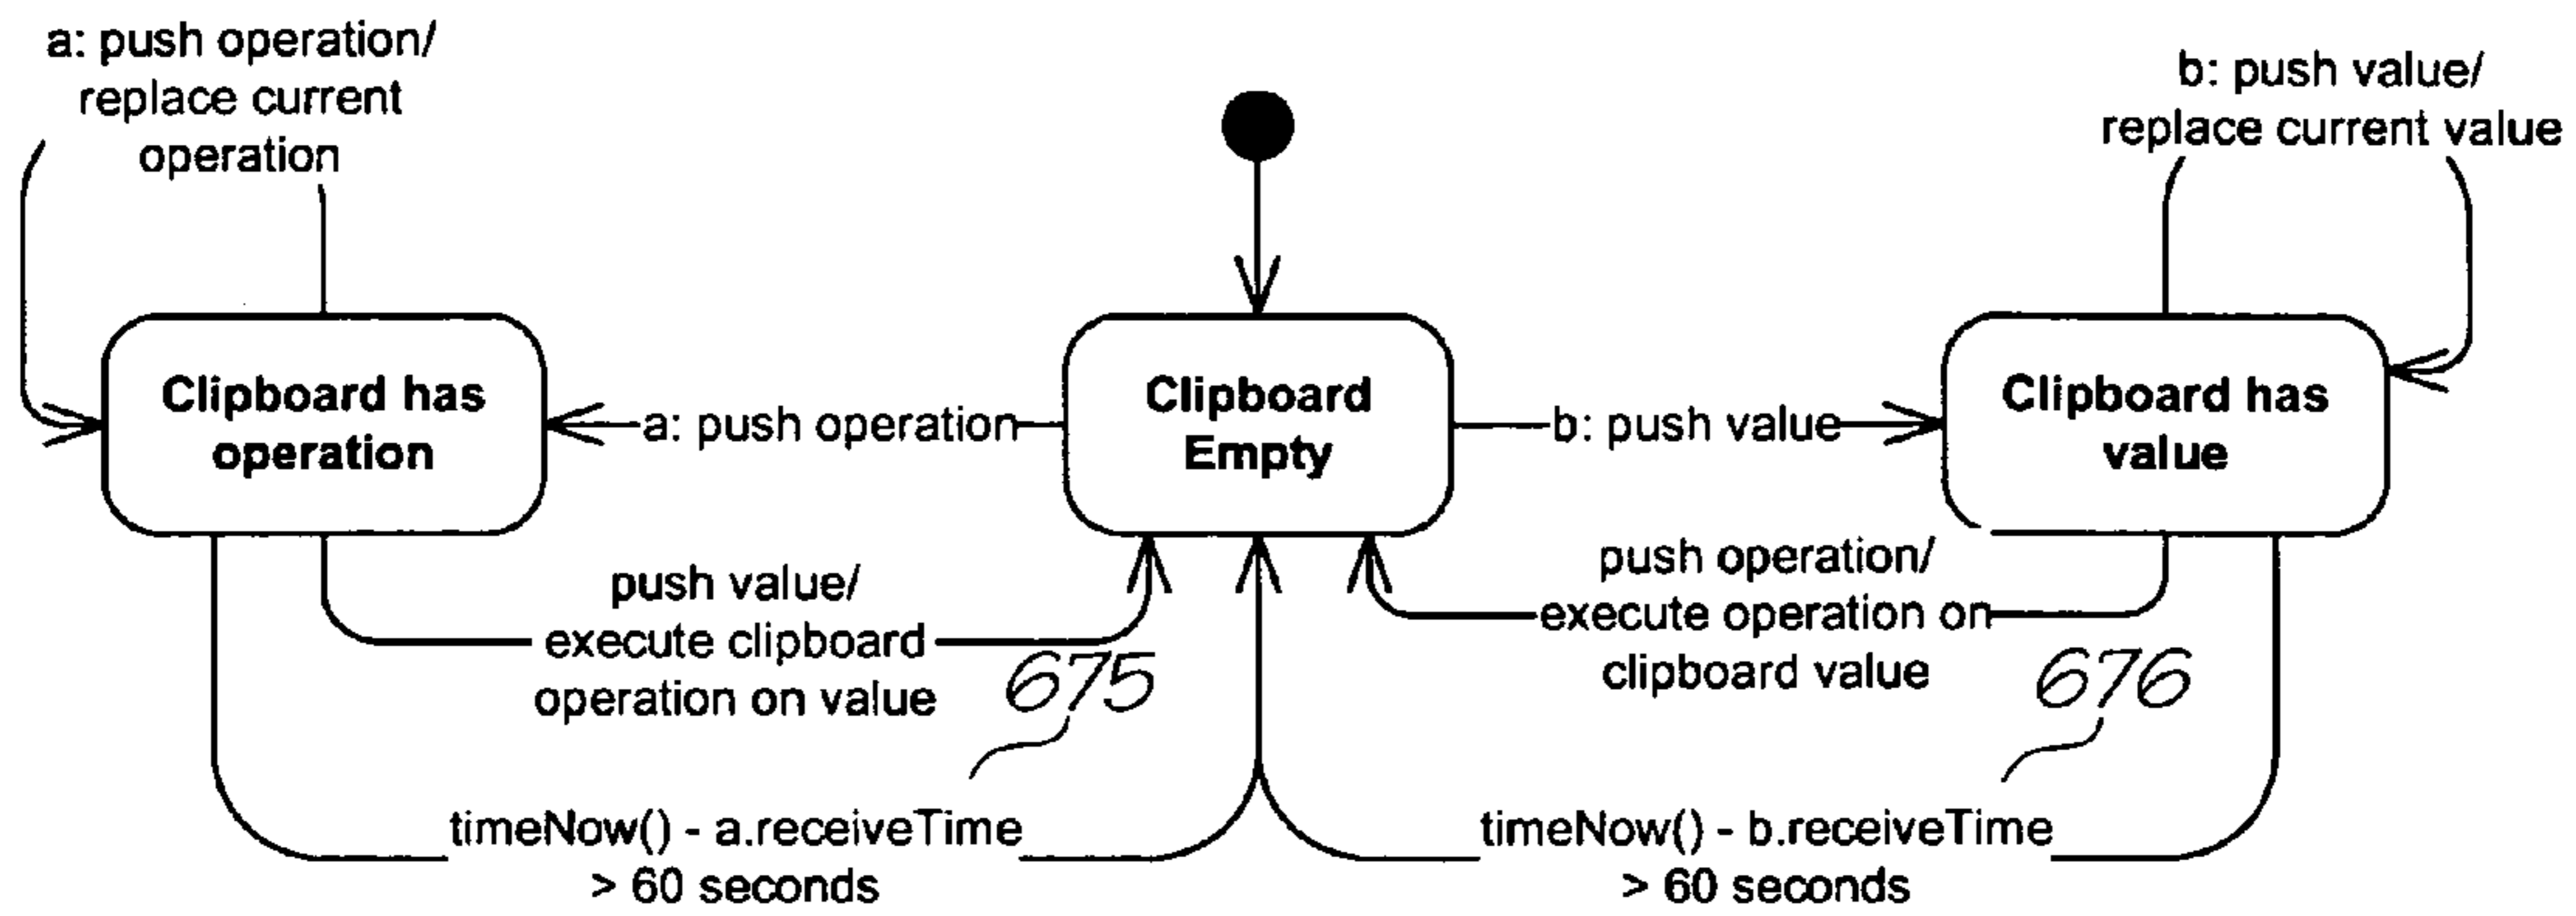 a: push operation/
replace current
operation
b: push value/
replace current value
Clipboard has
operation
a: push operation
Clipboard
Empty
b: push value
Clipboard has
value
push value/
execute clipboard
operation on value
675
push operation/
execute operation on
clipboard value
676
timeNow() - a.receiveTime
> 60 seconds
timeNow() - b.receiveTime
> 60 seconds